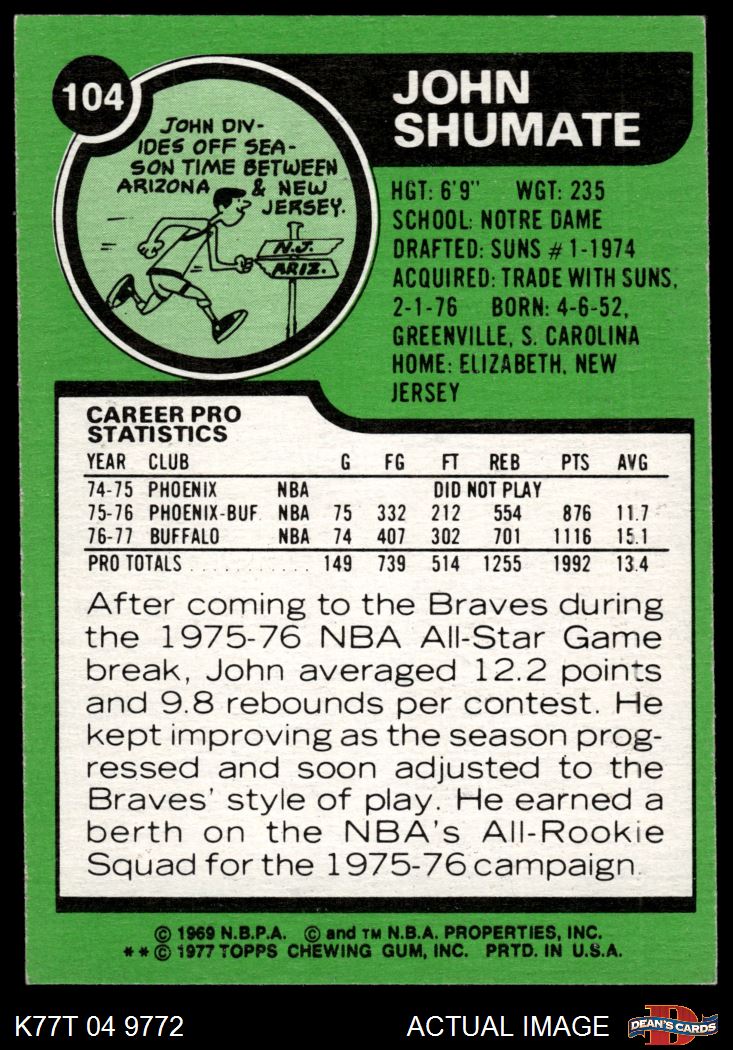 104
JOHN DIV-
IDES OFF SEA-
SON TIME BETWEEN
ARIZONA & NEW
JERSEY.
N.J.
ARIZ.
JOHN
SHUMATE
HGT: 6'9" WGT: 235
SCHOOL: NOTRE DAME
DRAFTED: SUNS #1-1974
ACQUIRED: TRADE WITH SUNS,
2-1-76 BORN: 4-6-52,
GREENVILLE, S. CAROLINA
HOME: ELIZABETH, NEW
JERSEY
CAREER PRO
STATISTICS
YEAR CLUB G FG FT REB PTS AVG
74-75 PHOENIX NBA DID NOT PLAY
75-76 PHOENIX-BUF. NBA 75 332 212 554 876 11.7
76-77 BUFFALO NBA 74 407 302 701 1116 15.1
PRO TOTALS . . . . . . . . . . . 149 739 514 1255 1992 13.4
After coming to the Braves during
the 1975-76 NBA All-Star Game
break, John averaged 12.2 points
and 9.8 rebounds per contest. He
kept improving as the season prog-
ressed and soon adjusted to the
Braves' style of play. He earned a
berth on the NBA's All-Rookie
Squad for the 1975-76 campaign.
© 1969 N.B.P.A. © and TM N.B.A. PROPERTIES, INC.
**© 1977 TOPPS CHEWING GUM, INC. PRTD. IN U.S.A.
K77T 04 9772 ACTUAL IMAGE
D
DEAN'S CARDS